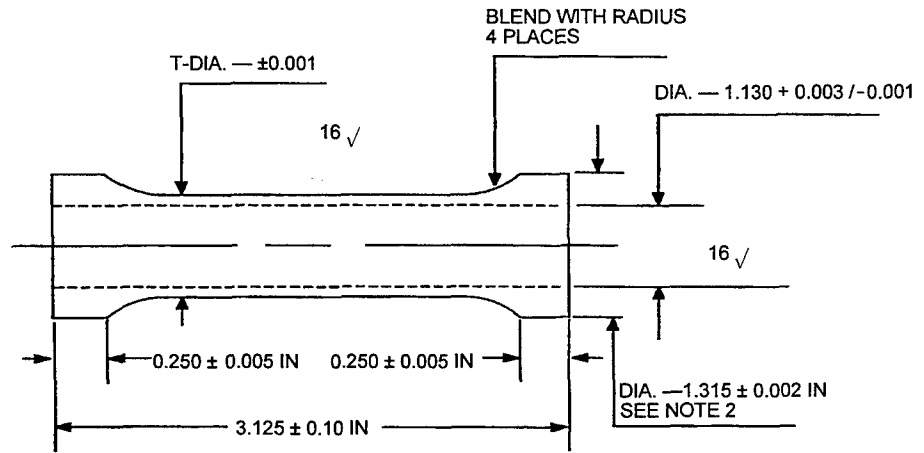 BLEND WITH RADIUS
4 PLACES
T-DIA. — ±0.001
DIA. — 1.130 + 0.003 /-0.001
16 √
16 √
0.250 ± 0.005 IN
0.250 ± 0.005 IN
DIA. —1.315 ± 0.002 IN
SEE NOTE 2
3.125 ± 0.10 IN